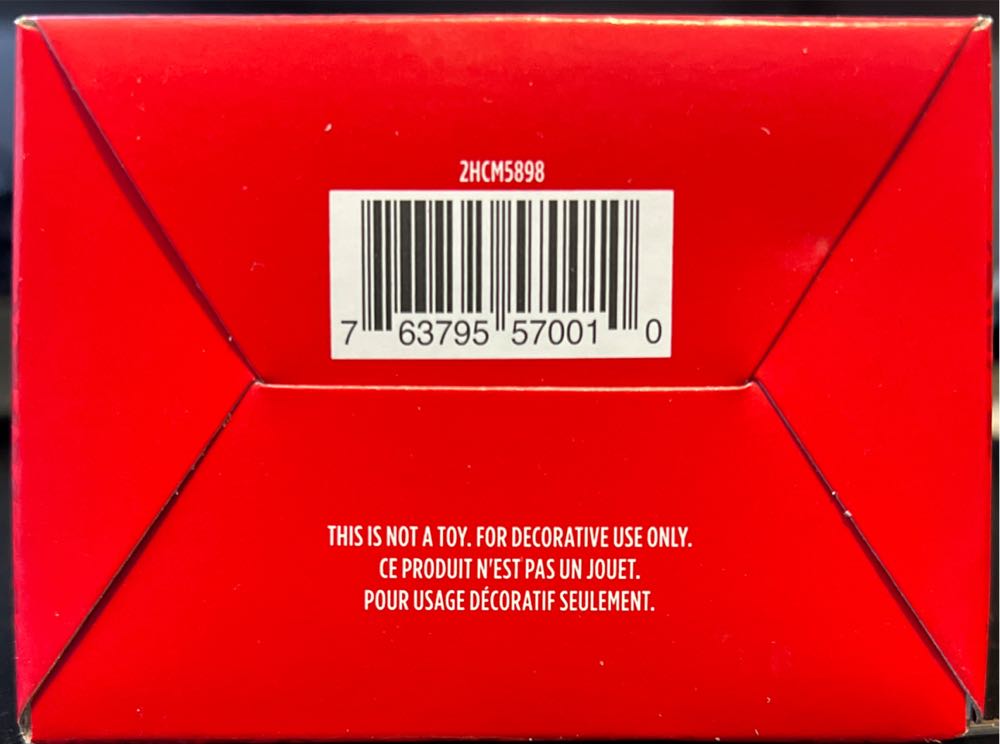 2HCM5898
7 63795 57001 0
THIS IS NOT A TOY. FOR DECORATIVE USE ONLY.
CE PRODUIT N'EST PAS UN JOUET.
POUR USAGE DÉCORATIF SEULEMENT.